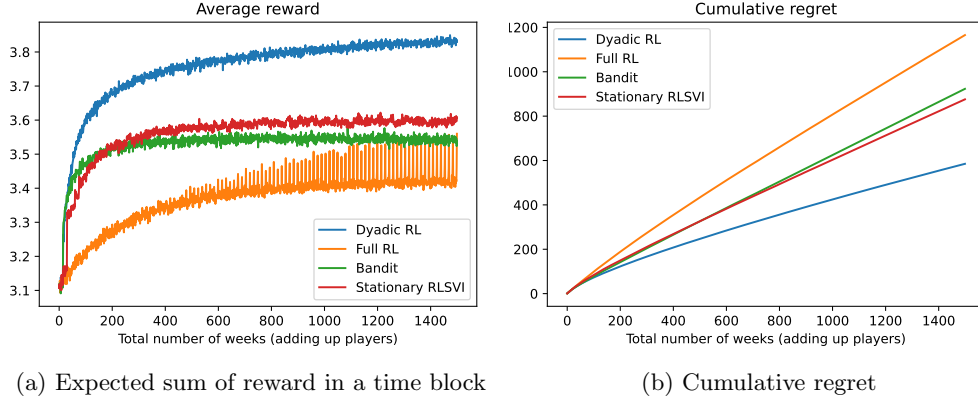 Average reward
3.8
3.7
3.6
3.5
3.4
3.3
3.2
3.1
Dyadic RL
Full RL
Bandit
Stationary RLSVI
0 200 400 600 800 1000 1200 1400
Total number of weeks (adding up players)
(a) Expected sum of reward in a time block
Cumulative regret
1200
1000
800
600
400
200
0
Dyadic RL
Full RL
Bandit
Stationary RLSVI
0 200 400 600 800 1000 1200 1400
Total number of weeks (adding up players)
(b) Cumulative regret